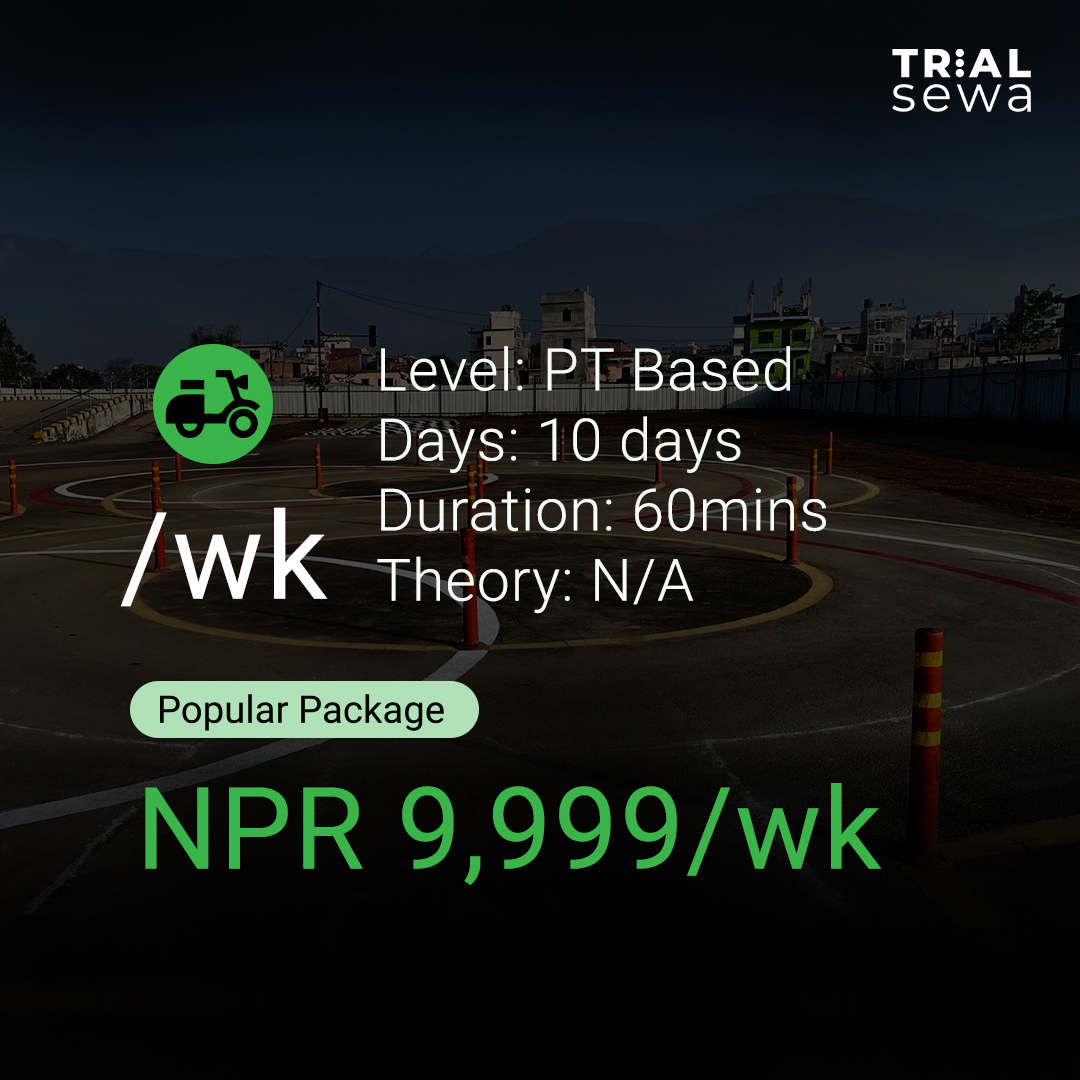 TRIAL
sewa
Level: PT Based
Days: 10 days
Duration: 60mins
Theory: N/A
/wk
Popular Package
NPR 9,999/wk